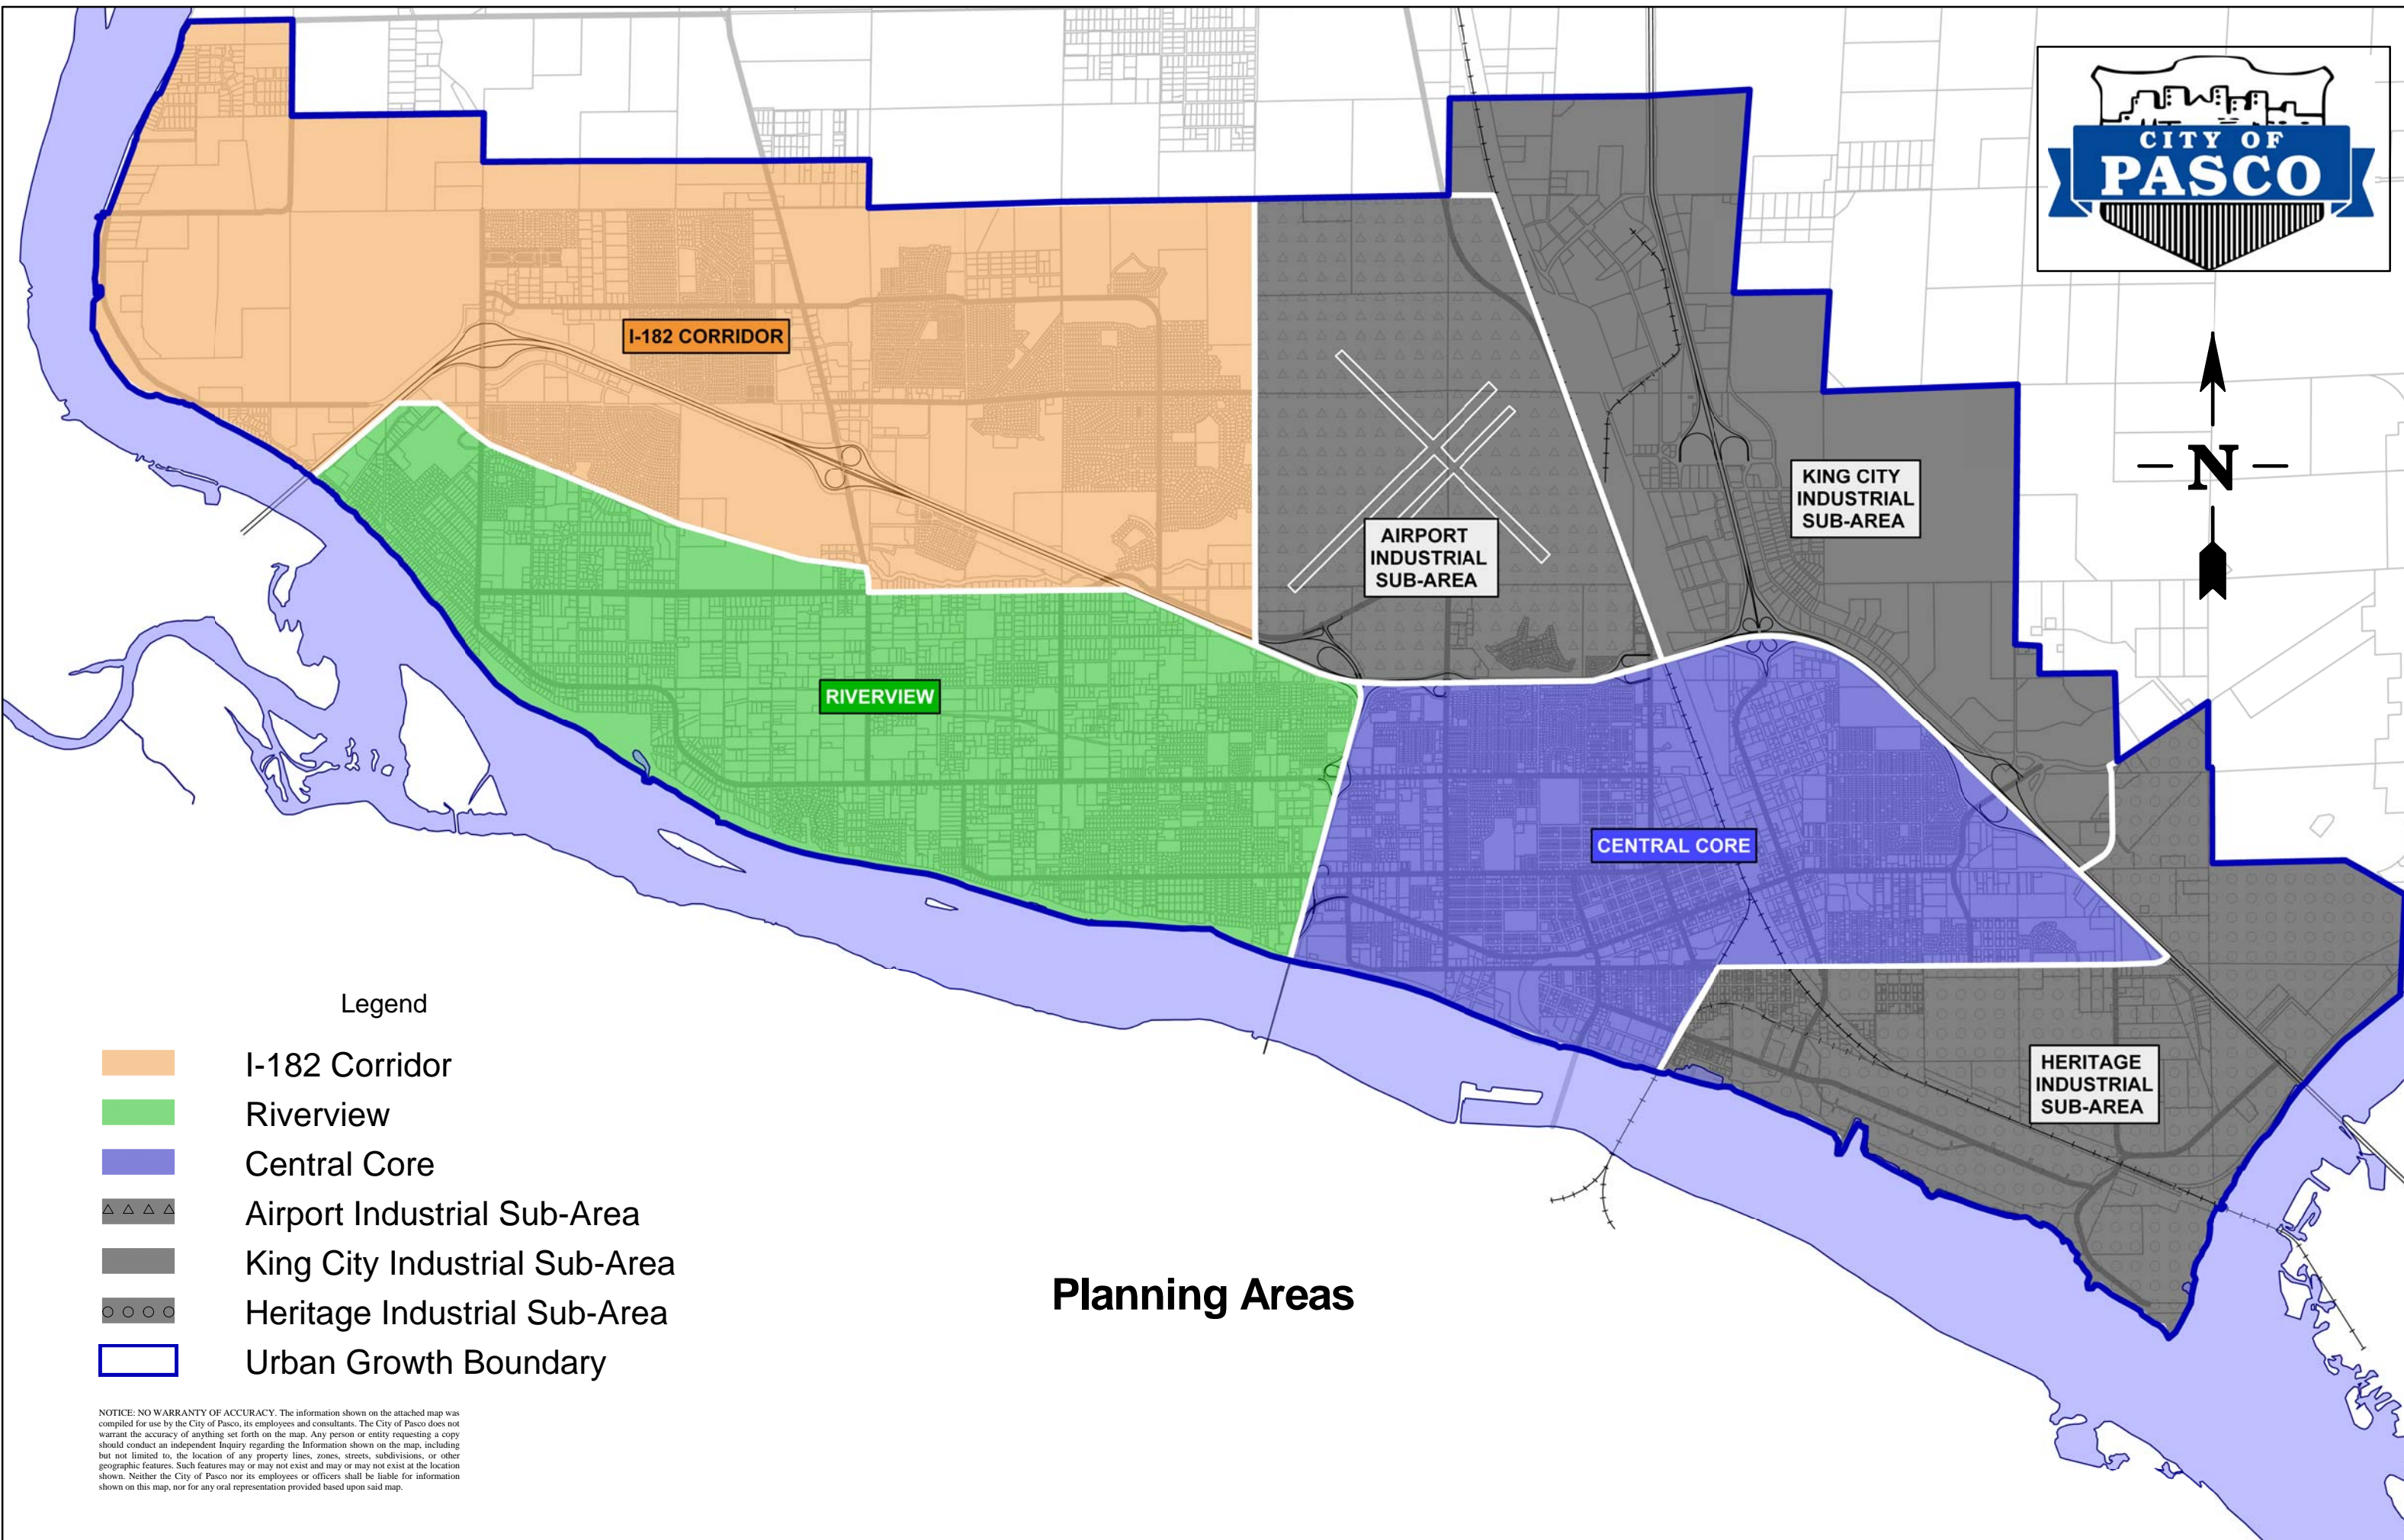 CITY OF
PASCO
I-182 CORRIDOR
KING CITY
INDUSTRIAL
SUB-AREA
N
AIRPORT
INDUSTRIAL
SUB-AREA
RIVERVIEW
CENTRAL CORE
HERITAGE
INDUSTRIAL
SUB-AREA
Legend
I-182 Corridor
Riverview
Central Core
Airport Industrial Sub-Area
King City Industrial Sub-Area
Heritage Industrial Sub-Area
Urban Growth Boundary
Planning Areas
NOTICE: NO WARRANTY OF ACCURACY. The information shown on the attached map was
compiled for use by the City of Pasco, its employees and consultants. The City of Pasco does not
warrant the accuracy of anything set forth on the map. Any person or entity requesting a copy
should conduct an independent Inquiry regarding the Information shown on the map, including
but not limited to, the location of any property lines, zones, streets, subdivisions, or other
geographic features. Such features may or may not exist and may or may not exist at the location
shown. Neither the City of Pasco nor its employees or officers shall be liable for information
shown on this map, nor for any oral representation provided based upon said map.